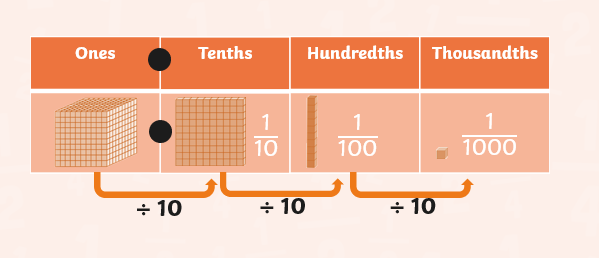 Ones Tenths Hundredths Thousandths
1/10 1/100 1/1000
÷ 10 ÷ 10 ÷ 10